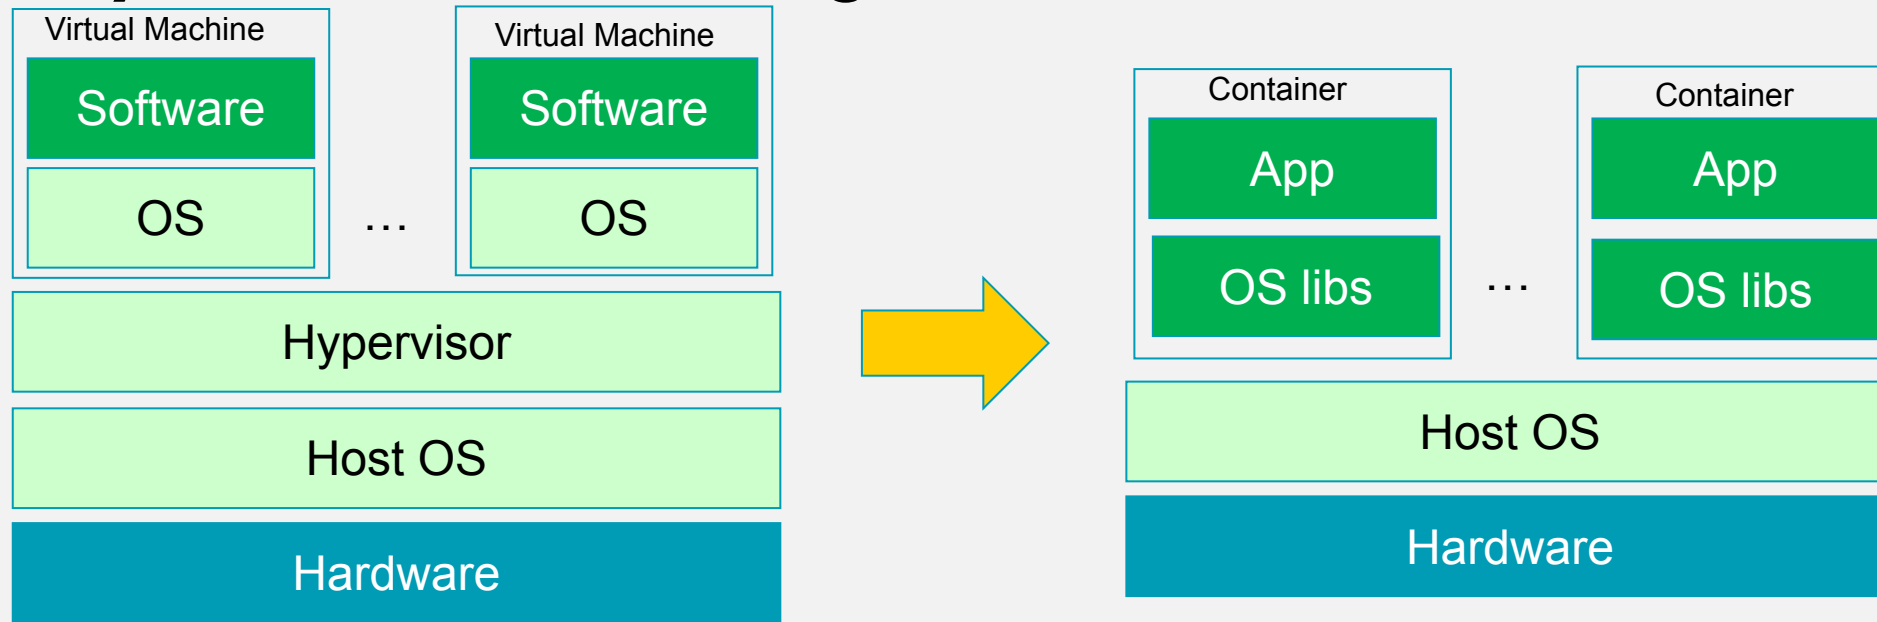 Virtual Machine
Virtual Machine
Software
Software
OS
...
OS
Hypervisor
Host OS
Hardware
Container
Container
App
App
OS libs
...
OS libs
Host OS
Hardware